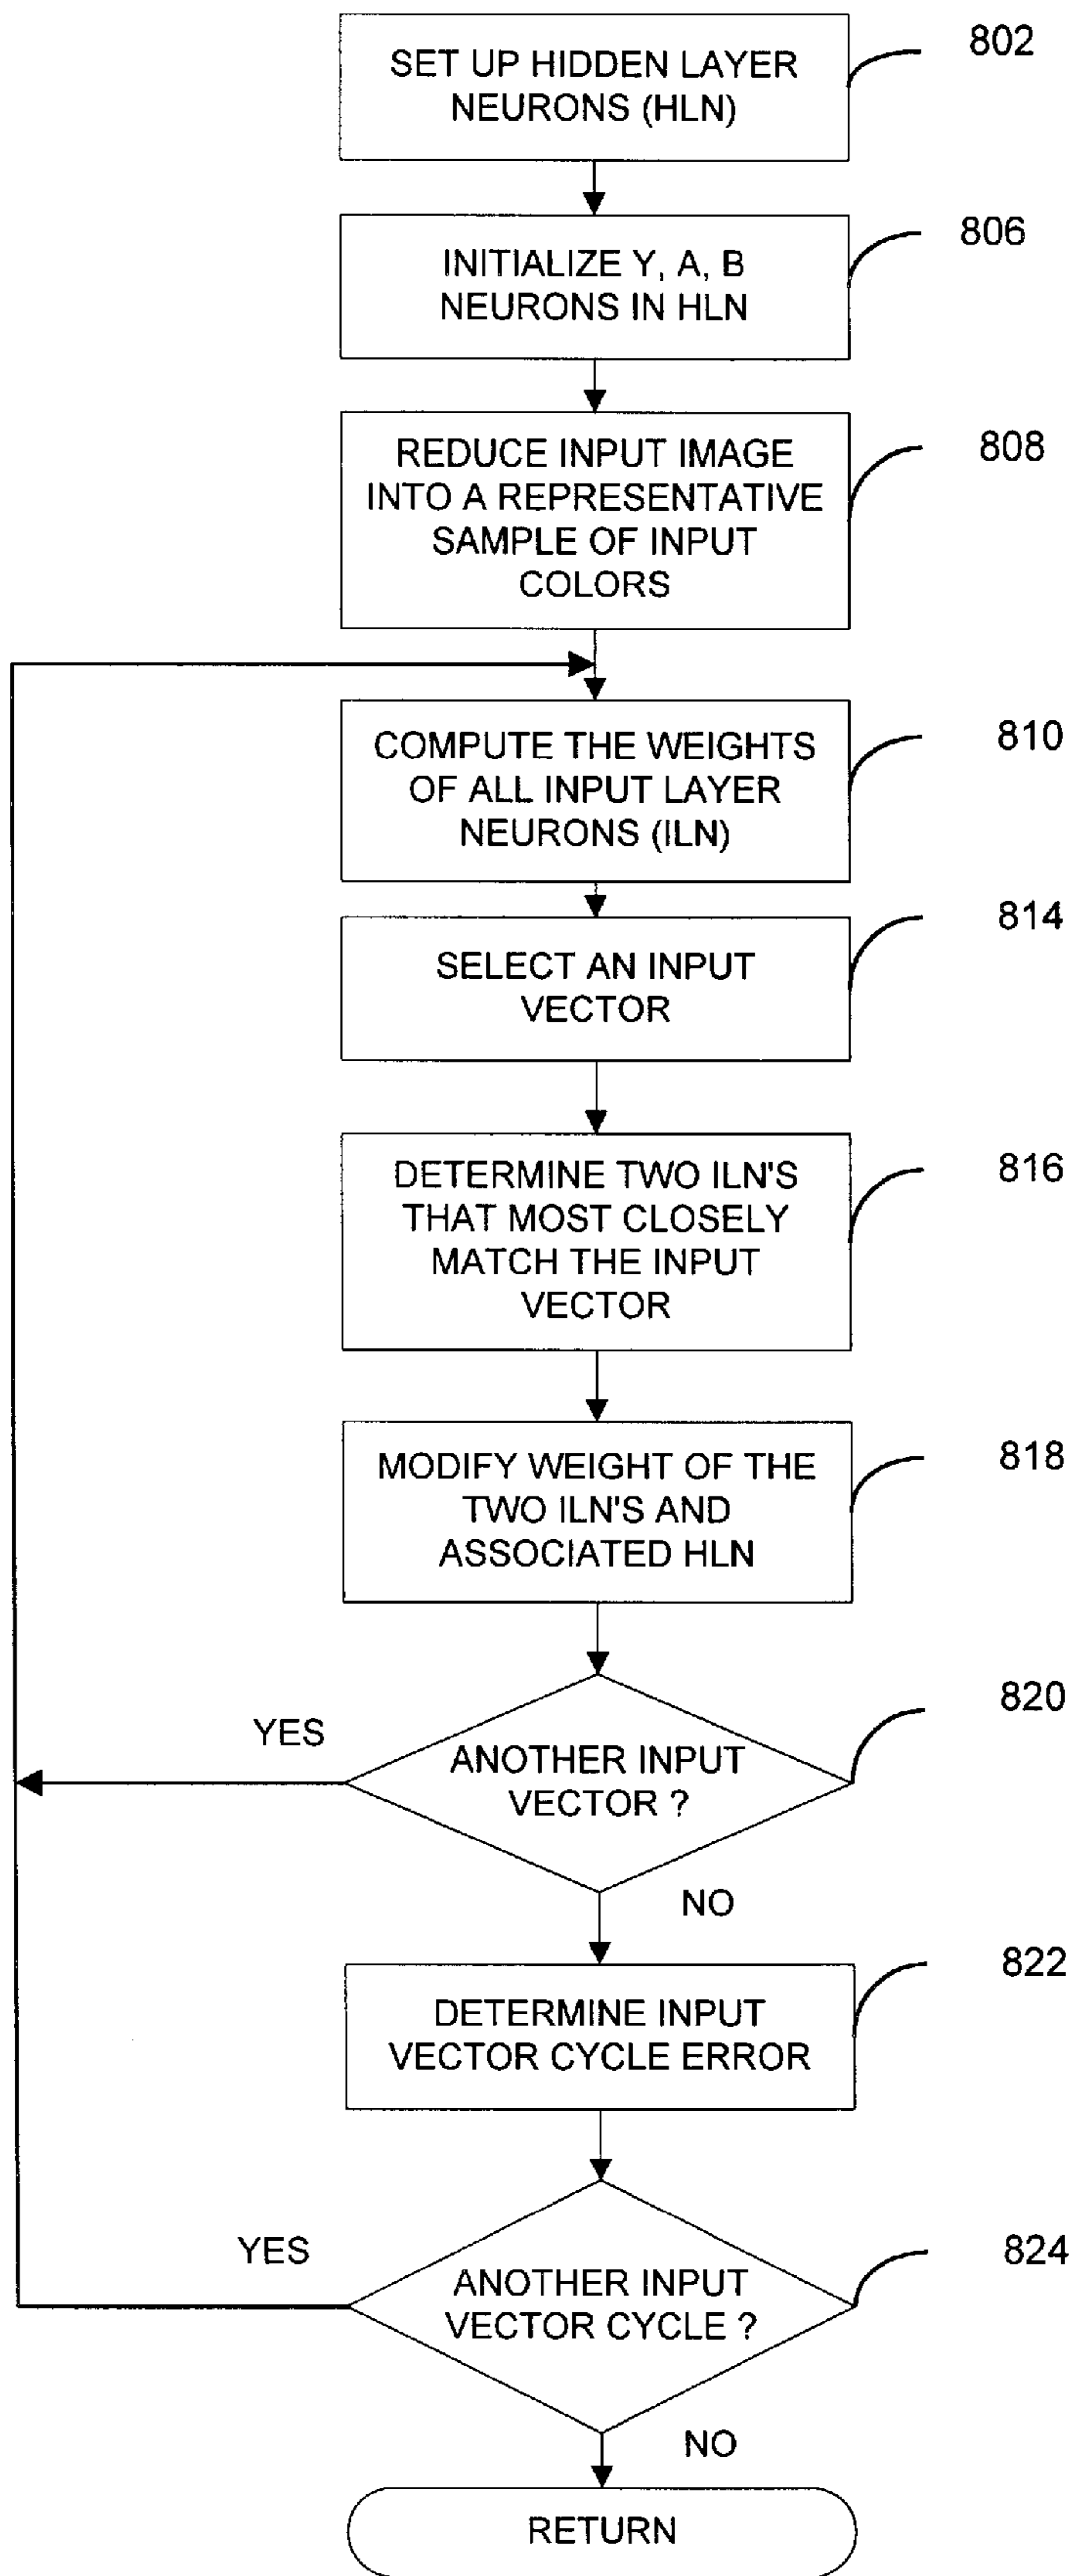 SET UP HIDDEN LAYER
NEURONS (HLN)
802
INITIALIZE Y, A, B
NEURONS IN HLN
806
REDUCE INPUT IMAGE
INTO A REPRESENTATIVE
SAMPLE OF INPUT
COLORS
808
COMPUTE THE WEIGHTS
OF ALL INPUT LAYER
NEURONS (ILN)
810
SELECT AN INPUT
VECTOR
814
DETERMINE TWO ILN'S
THAT MOST CLOSELY
MATCH THE INPUT
VECTOR
816
MODIFY WEIGHT OF THE
TWO ILN'S AND
ASSOCIATED HLN
818
YES
ANOTHER INPUT
VECTOR ?
820
NO
DETERMINE INPUT
VECTOR CYCLE ERROR
822
YES
ANOTHER INPUT
VECTOR CYCLE ?
824
NO
RETURN